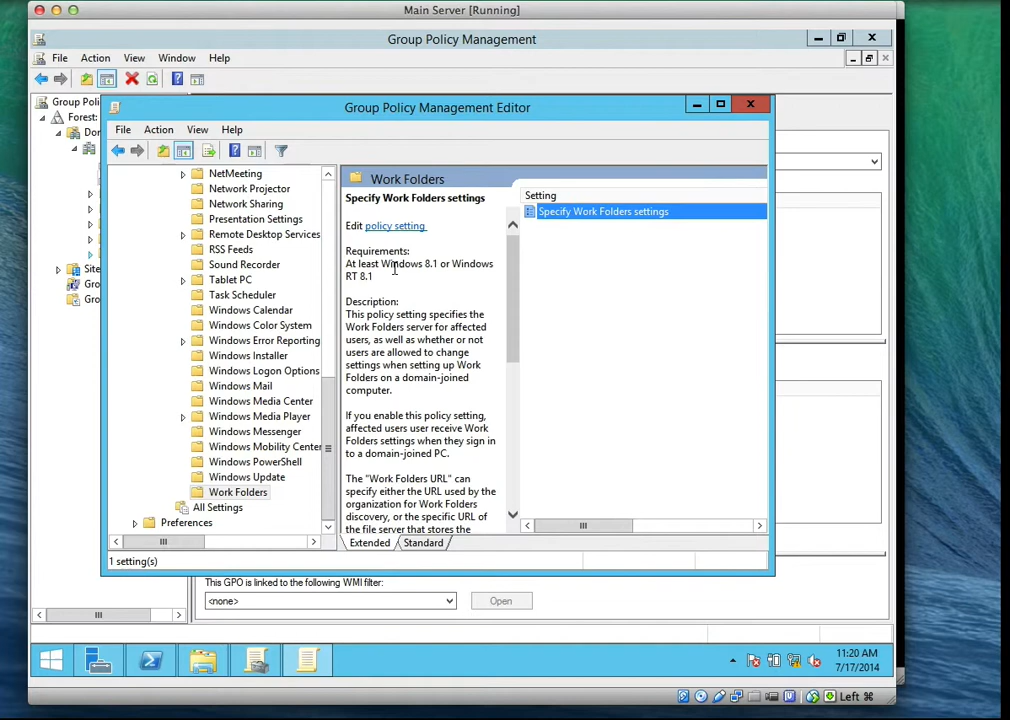 Main Server [Running]
Group Policy Management
File Action View Window Help
Group Poli
Forest:
Dor
Site
Gro
Gro
Group Policy Management Editor
File Action View Help
NetMeeting
Network Projector
Network Sharing
Presentation Settings
Remote Desktop Services
RSS Feeds
Sound Recorder
Tablet PC
Task Scheduler
Windows Calendar
Windows Color System
Windows Error Reporting
Windows Installer
Windows Logon Options
Windows Mail
Windows Media Center
Windows Media Player
Windows Messenger
Windows Mobility Center
Windows PowerShell
Windows Update
Work Folders
All Settings
Preferences
Work Folders
Specify Work Folders settings
Edit policy setting
Requirements:
At least Windows 8.1 or Windows
RT 8.1
Description:
This policy setting specifies the
Work Folders server for affected
users, as well as whether or not
users are allowed to change
settings when setting up Work
Folders on a domain-joined
computer.
If you enable this policy setting,
affected users user receive Work
Folders settings when they sign in
to a domain-joined PC.
The "Work Folders URL" can
specify either the URL used by the
organization for Work Folders
discovery, or the specific URL of
the file server that stores the
Setting
Specify Work Folders settings
Extended Standard
1 setting(s)
This GPO is linked to the following WMI filter:
<none>
Open
11:20 AM
7/17/2014
Left ⌘